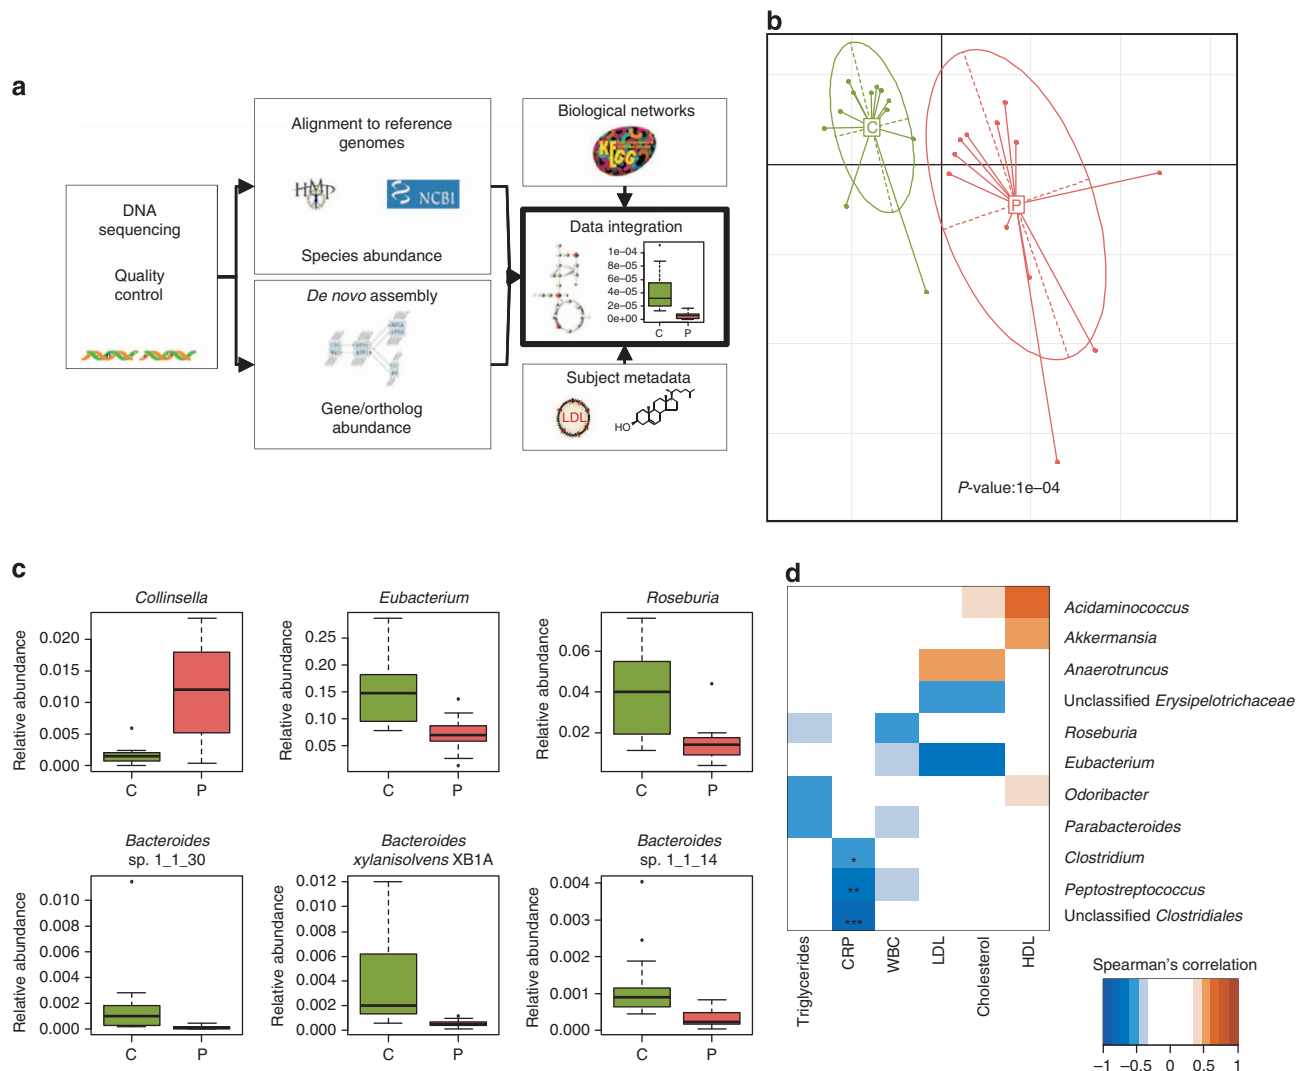 a
DNA
sequencing
Quality
control
Alignment to reference
genomes
HMP
NCBI
Species abundance
De novo assembly
Gene/ortholog
abundance
Biological networks
KEGG
Data integration
1e−04
8e−05
6e−05
4e−05
2e−05
0e+00
C
P
Subject metadata
LDL
HO
b
C
P
P-value:1e−04
c
Collinsella
Relative abundance
0.020
0.015
0.010
0.005
0.000
C
P
Eubacterium
Relative abundance
0.25
0.15
0.10
0.05
C
P
Roseburia
Relative abundance
0.06
0.04
0.02
C
P
Bacteroides
sp. 1_1_30
Relative abundance
0.010
0.008
0.006
0.004
0.002
0.000
C
P
Bacteroides
xylanisolvens XB1A
Relative abundance
0.012
0.010
0.008
0.006
0.004
0.002
0.000
C
P
Bacteroides
sp. 1_1_14
Relative abundance
0.004
0.003
0.002
0.001
0.000
C
P
d
Acidaminococcus
Akkermansia
Anaerotruncus
Unclassified Erysipelotrichaceae
Roseburia
Eubacterium
Odoribacter
Parabacteroides
Clostridium
*
Peptostreptococcus
**
Unclassified Clostridiales
***
Triglycerides
CRP
WBC
LDL
Cholesterol
HDL
Spearman's correlation
−1
−0.5
0
0.5
1